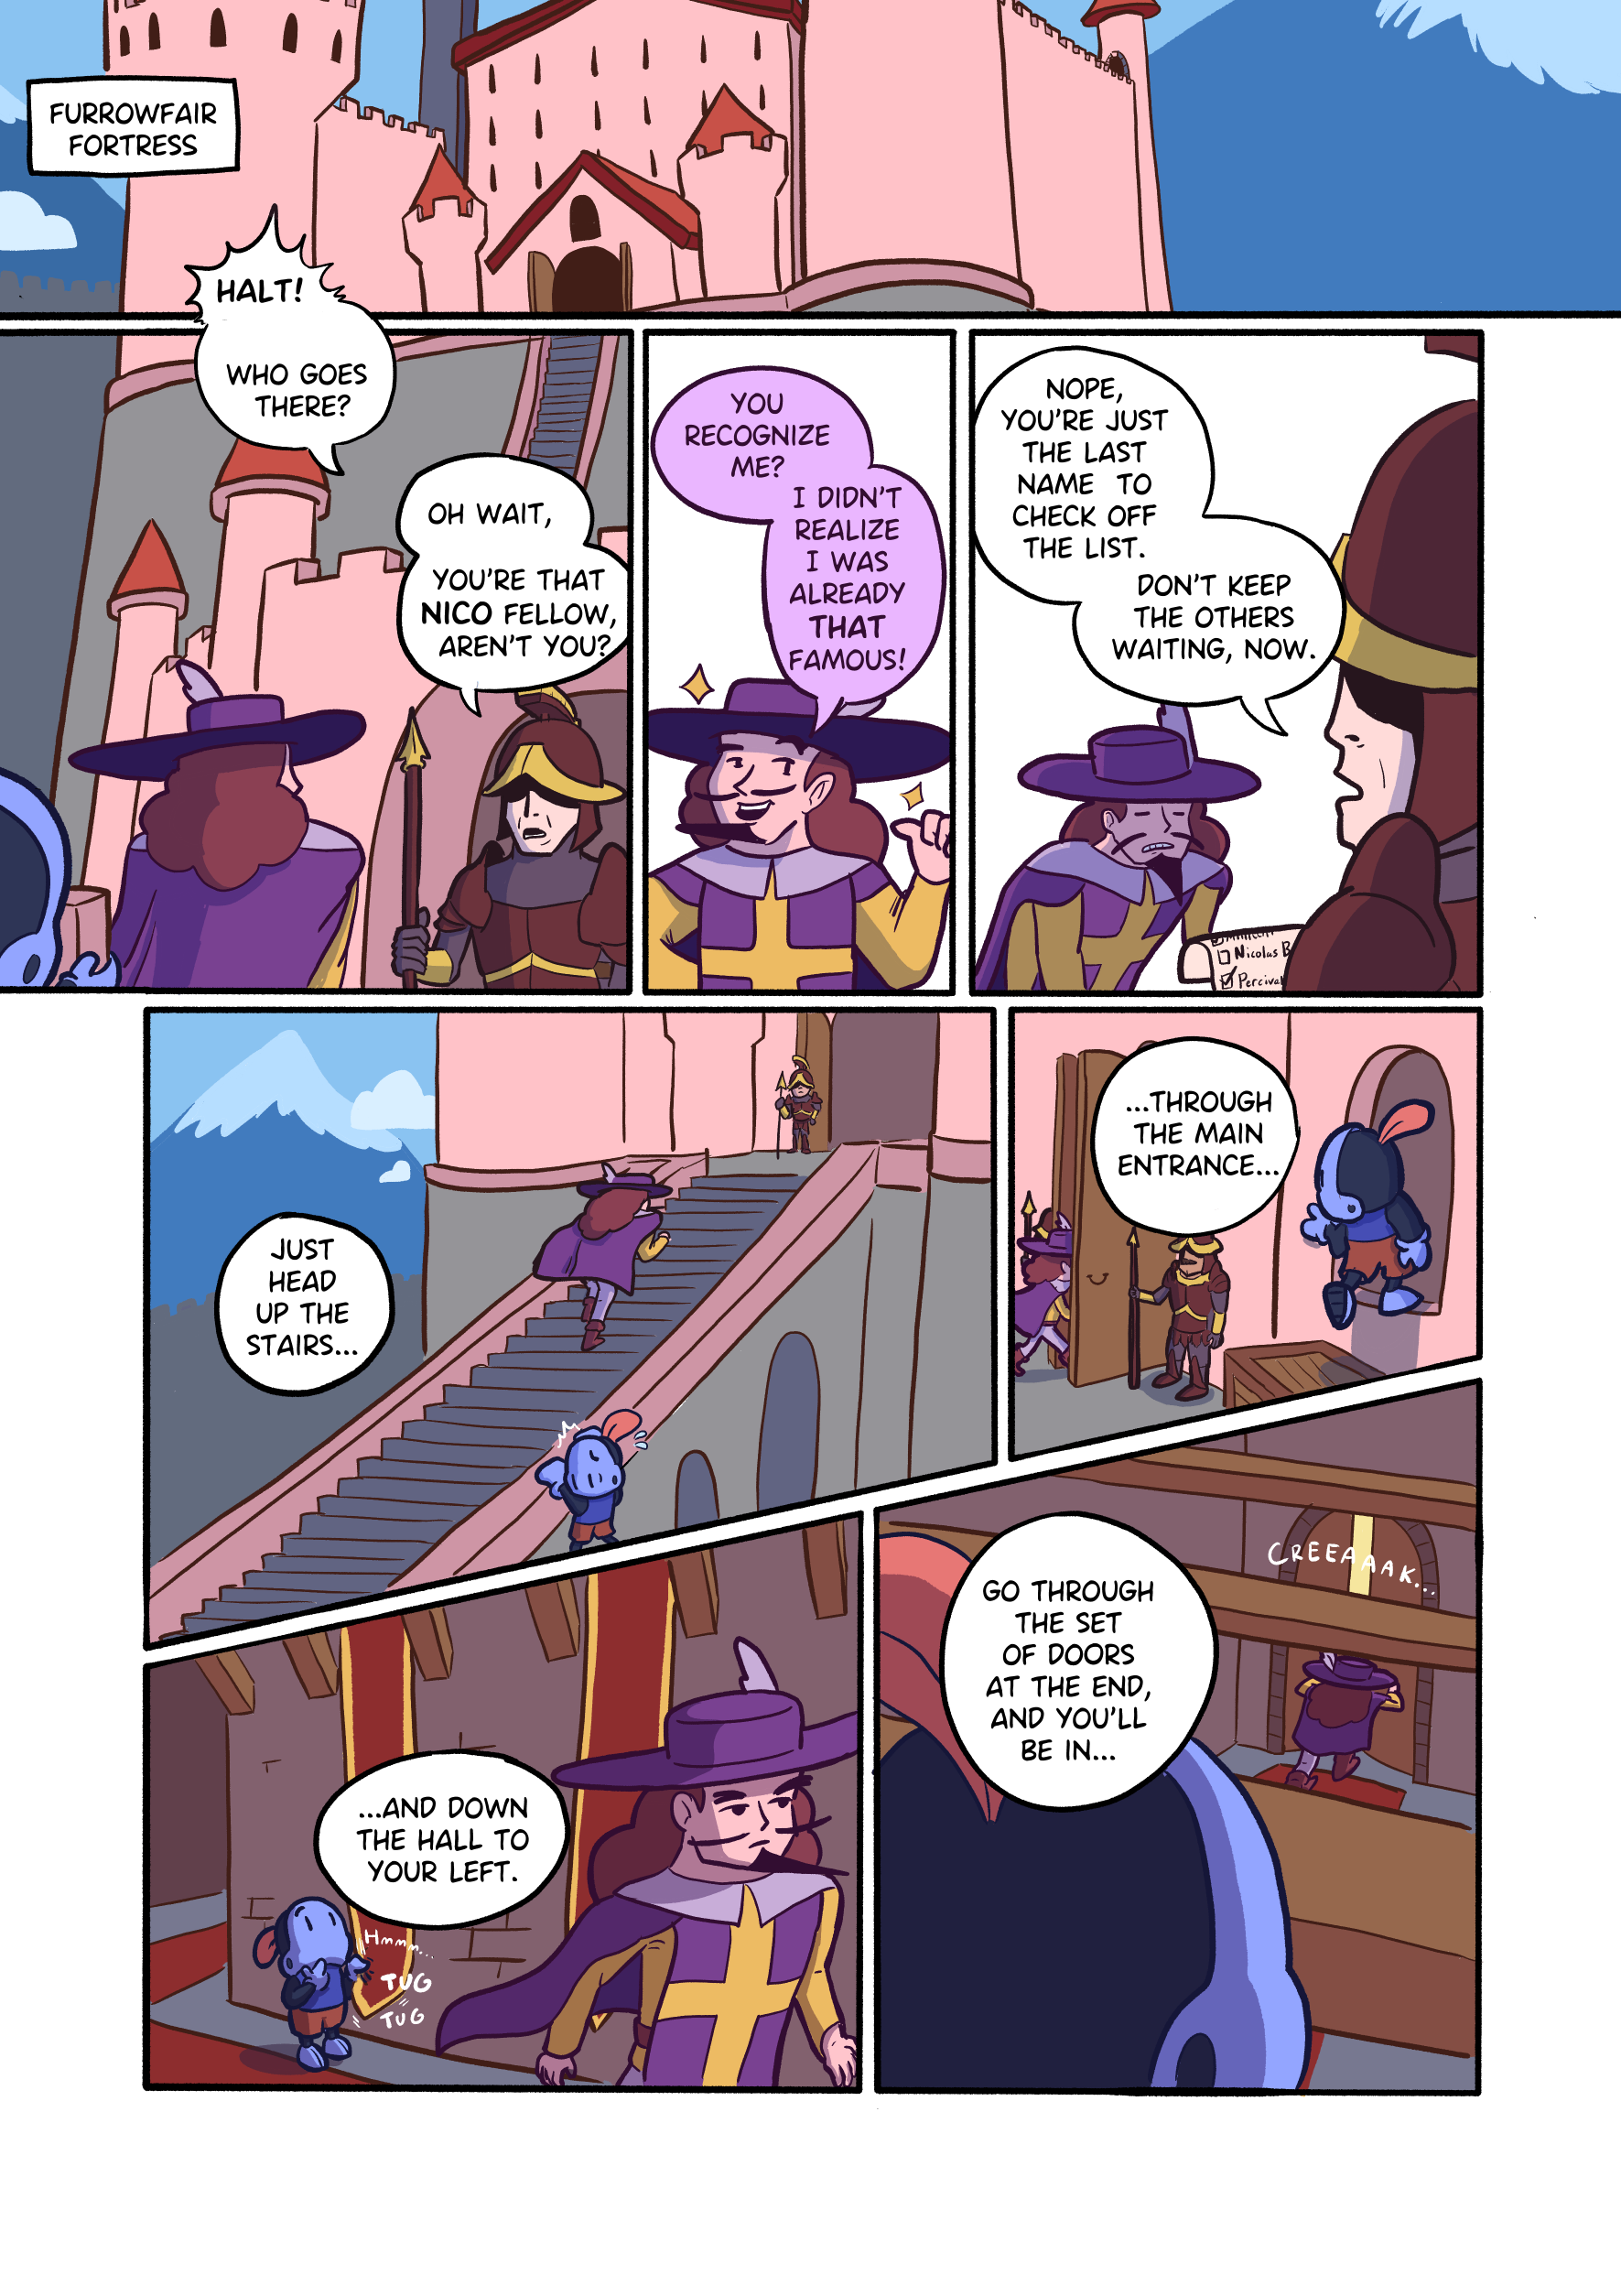 FURROWFAIR
FORTRESS
HALT!
WHO GOES
THERE?
OH WAIT,
YOU'RE THAT
NICO FELLOW,
AREN'T YOU?
YOU
RECOGNIZE
ME?
I DIDN'T
REALIZE
I WAS
ALREADY
THAT
FAMOUS!
NOPE,
YOU'RE JUST
THE LAST
NAME TO
CHECK OFF
THE LIST.
DON'T KEEP
THE OTHERS
WAITING, NOW.
Nicolas B
Percival
JUST
HEAD
UP THE
STAIRS...
...THROUGH
THE MAIN
ENTRANCE...
...AND DOWN
THE HALL TO
YOUR LEFT.
Hmmm...
TUG
TUG
GO THROUGH
THE SET
OF DOORS
AT THE END,
AND YOU'LL
BE IN...
CREEAAAAK...